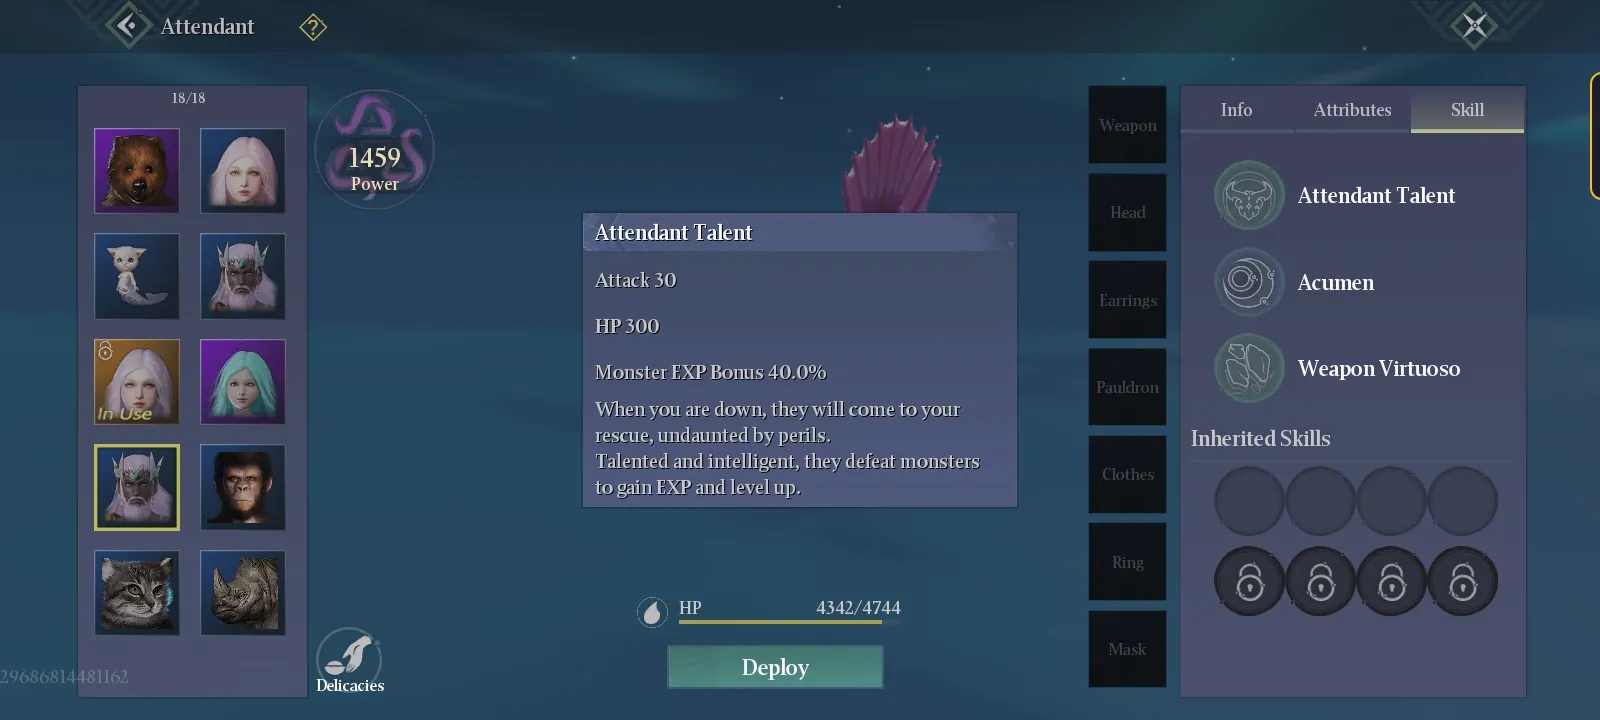 Attendant
?
18/18
1459
Power
In Use
Delicacies
29686814481162
Attendant Talent
Attack 30
HP 300
Monster EXP Bonus 40.0%
When you are down, they will come to your
rescue, undaunted by perils.
Talented and intelligent, they defeat monsters
to gain EXP and level up.
HP 4342/4744
Deploy
Weapon
Head
Earrings
Pauldron
Clothes
Ring
Mask
Info Attributes Skill
Attendant Talent
Acumen
Weapon Virtuoso
Inherited Skills